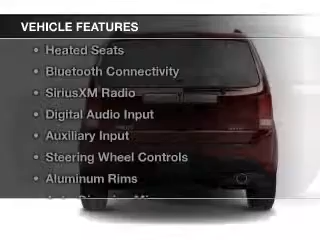 VEHICLE FEATURES
• Heated Seats
• Bluetooth Connectivity
• SiriusXM Radio
• Digital Audio Input
• Auxiliary Input
• Steering Wheel Controls
• Aluminum Rims